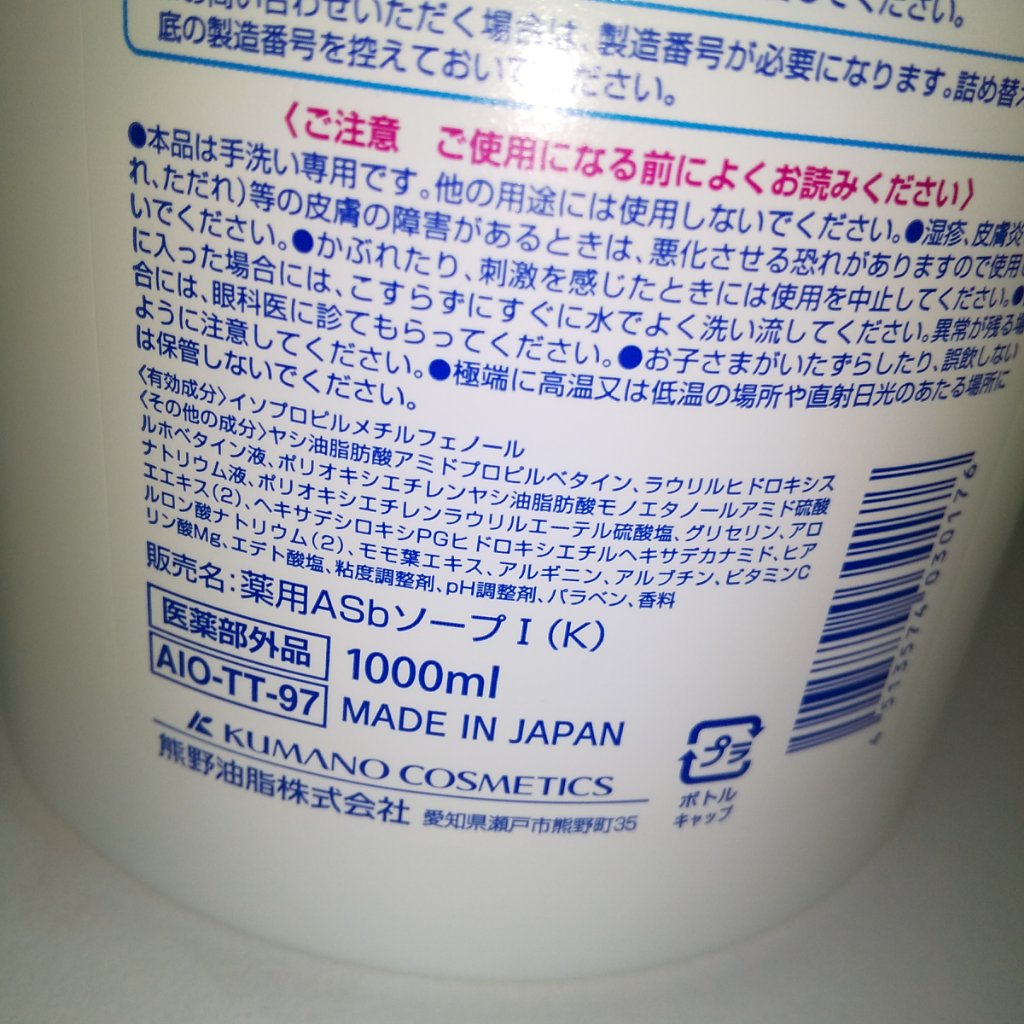 てください。
お問い合わせいただく場合は、製造番号が必要になります。詰め替え
底の製造番号を控えておいてください。
〈ご注意　ご使用になる前によくお読みください〉
●本品は手洗い専用です。他の用途には使用しないでください。●湿疹、皮膚炎
れ、ただれ)等の皮膚の障害があるときは、悪化させる恐れがありますので使用
いでください。●かぶれたり、刺激を感じたときには使用を中止してください。●
に入った場合には、こすらずにすぐに水でよく洗い流してください。異常が残る場
合には、眼科医に診てもらってください。●お子さまがいたずらしたり、誤飲しない
ように注意してください。●極端に高温又は低温の場所や直射日光のあたる場所に
は保管しないでください。
〈有効成分〉イソプロピルメチルフェノール
〈その他の成分〉ヤシ油脂肪酸アミドプロピルベタイン、ラウリルヒドロキシス
ルホベタイン液、ポリオキシエチレンヤシ油脂肪酸モノエタノールアミド硫酸
ナトリウム液、ポリオキシエチレンラウリルエーテル硫酸塩、グリセリン、アロ
エエキス(2)、ヘキサデシロキシPGヒドロキシエチルヘキサデカナミド、ヒア
ルロン酸ナトリウム(2)、モモ葉エキス、アルギニン、アルブチン、ビタミンC
リン酸Mg、エデト酸塩、粘度調整剤、pH調整剤、パラベン、香料
販売名:薬用ASbソープⅠ(K)
医薬部外品
AIO-TT-97
1000ml
MADE IN JAPAN
KUMANO COSMETICS
熊野油脂株式会社 愛知県瀬戸市熊野町35
プラ
ボトル
キャップ
4 513574 030176